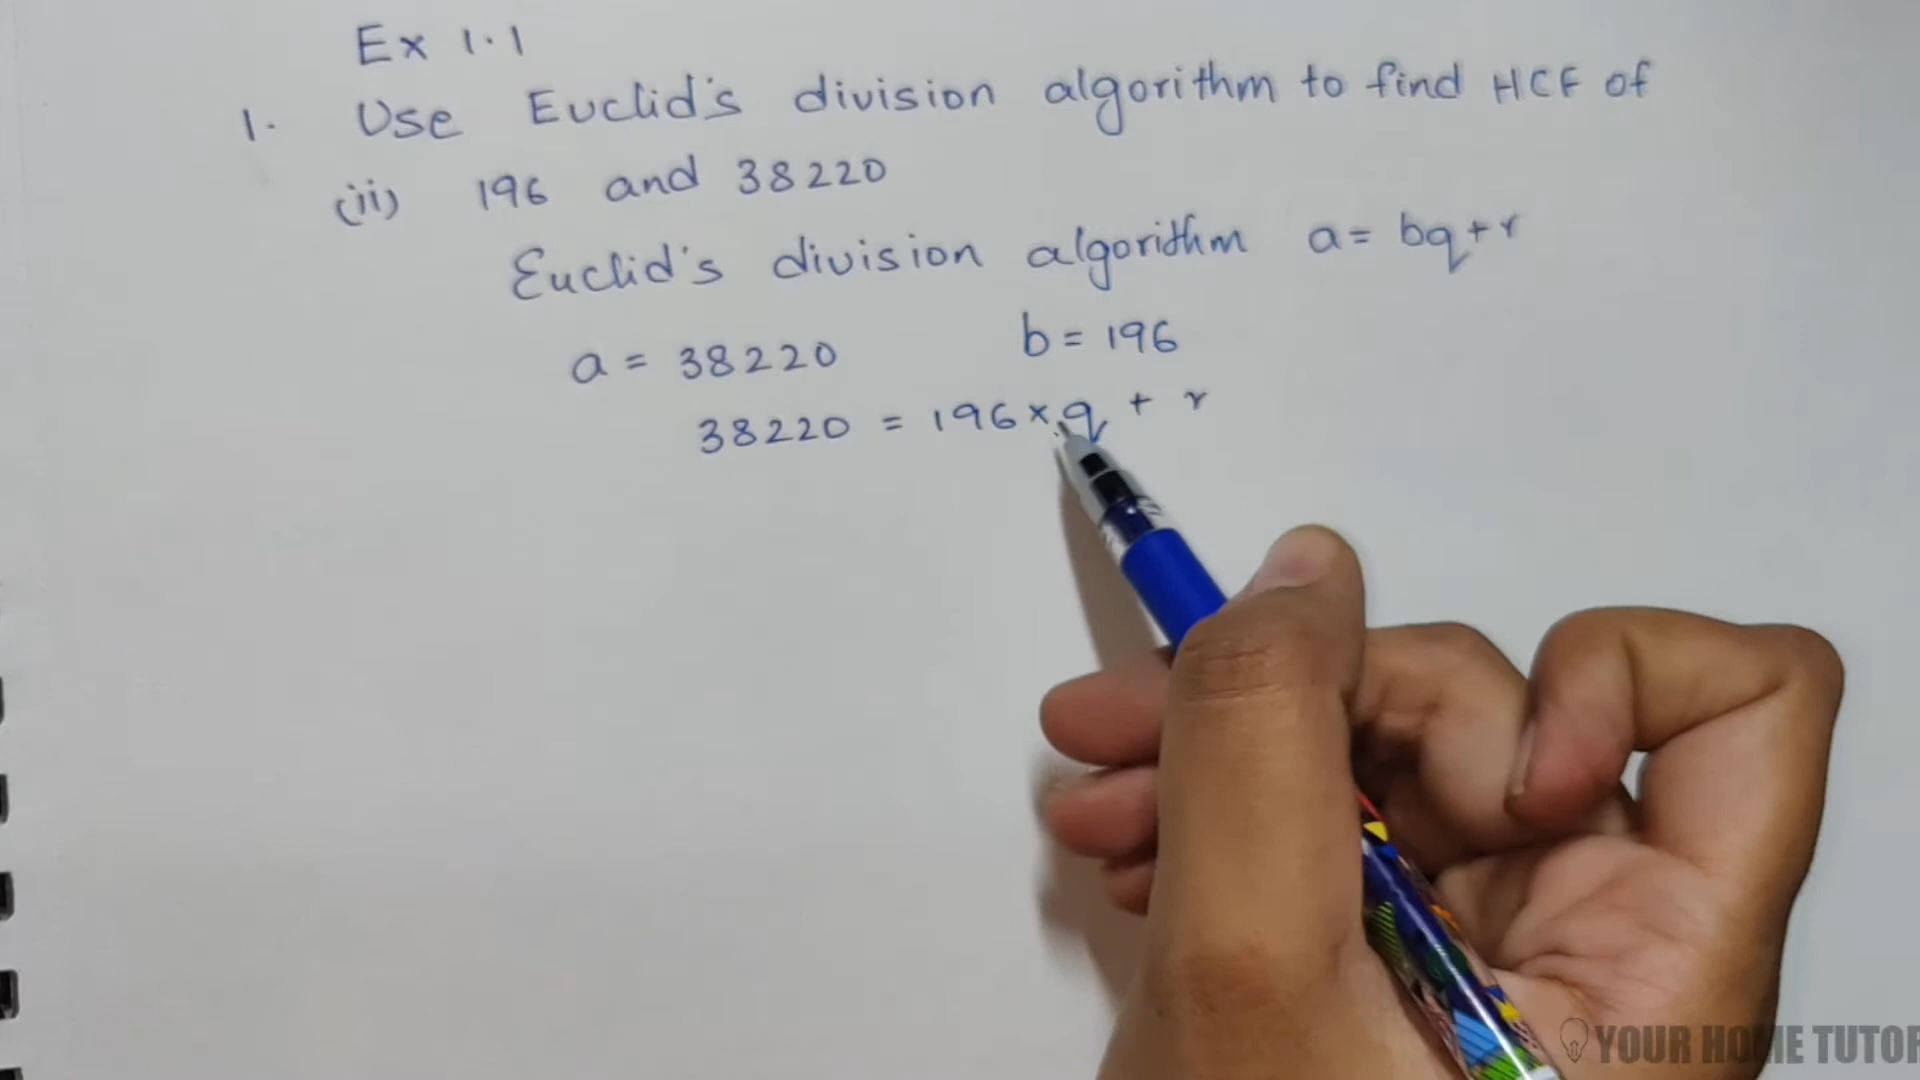 Ex 1.1
1. Use Euclid's division algorithm to find HCF of
(ii) 196 and 38220
Euclid's division algorithm a = bq + r
a = 38220 b = 196
38220 = 196 × q + r
YOUR HOME TUTOR